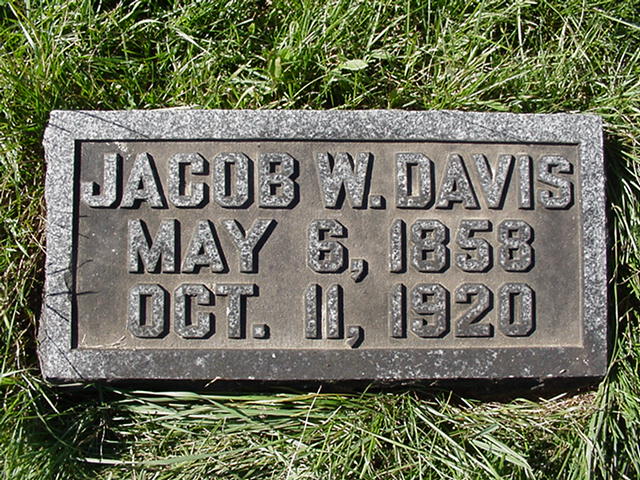 JACOB W. DAVIS
MAY 6, 1858
OCT. 11, 1920